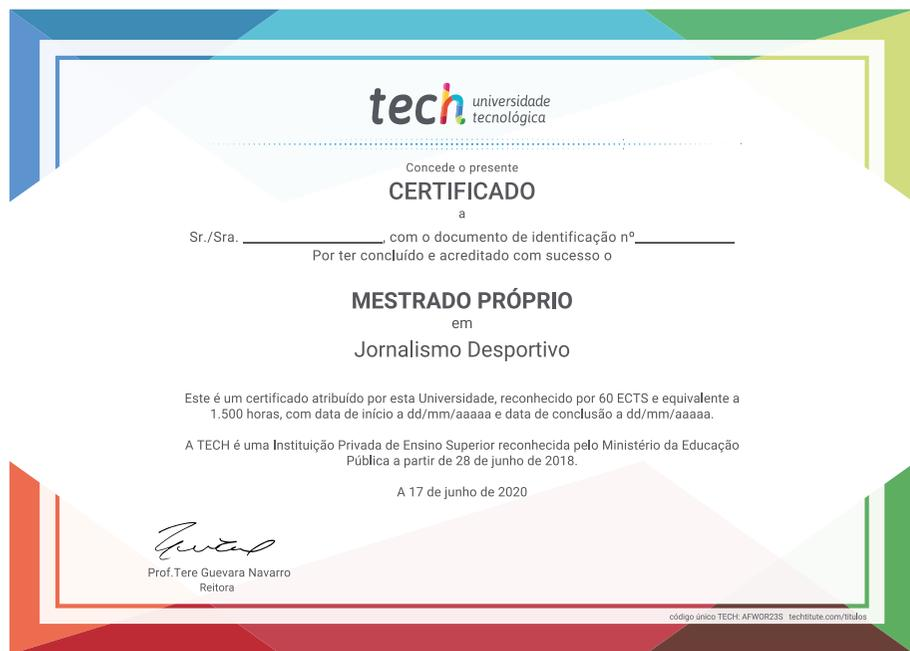 tech universidade
tecnológica
Concede o presente
CERTIFICADO
a
Sr./Sra. ____________________, com o documento de identificação nº______________
Por ter concluído e acreditado com sucesso o
MESTRADO PRÓPRIO
em
Jornalismo Desportivo
Este é um certificado atribuído por esta Universidade, reconhecido por 60 ECTS e equivalente a
1.500 horas, com data de início a dd/mm/aaaaa e data de conclusão a dd/mm/aaaaa.
A TECH é uma Instituição Privada de Ensino Superior reconhecida pelo Ministério da Educação
Pública a partir de 28 de junho de 2018.
A 17 de junho de 2020
Prof.Tere Guevara Navarro
Reitora
código único TECH: AFWOR23S techtitute.com/titulos